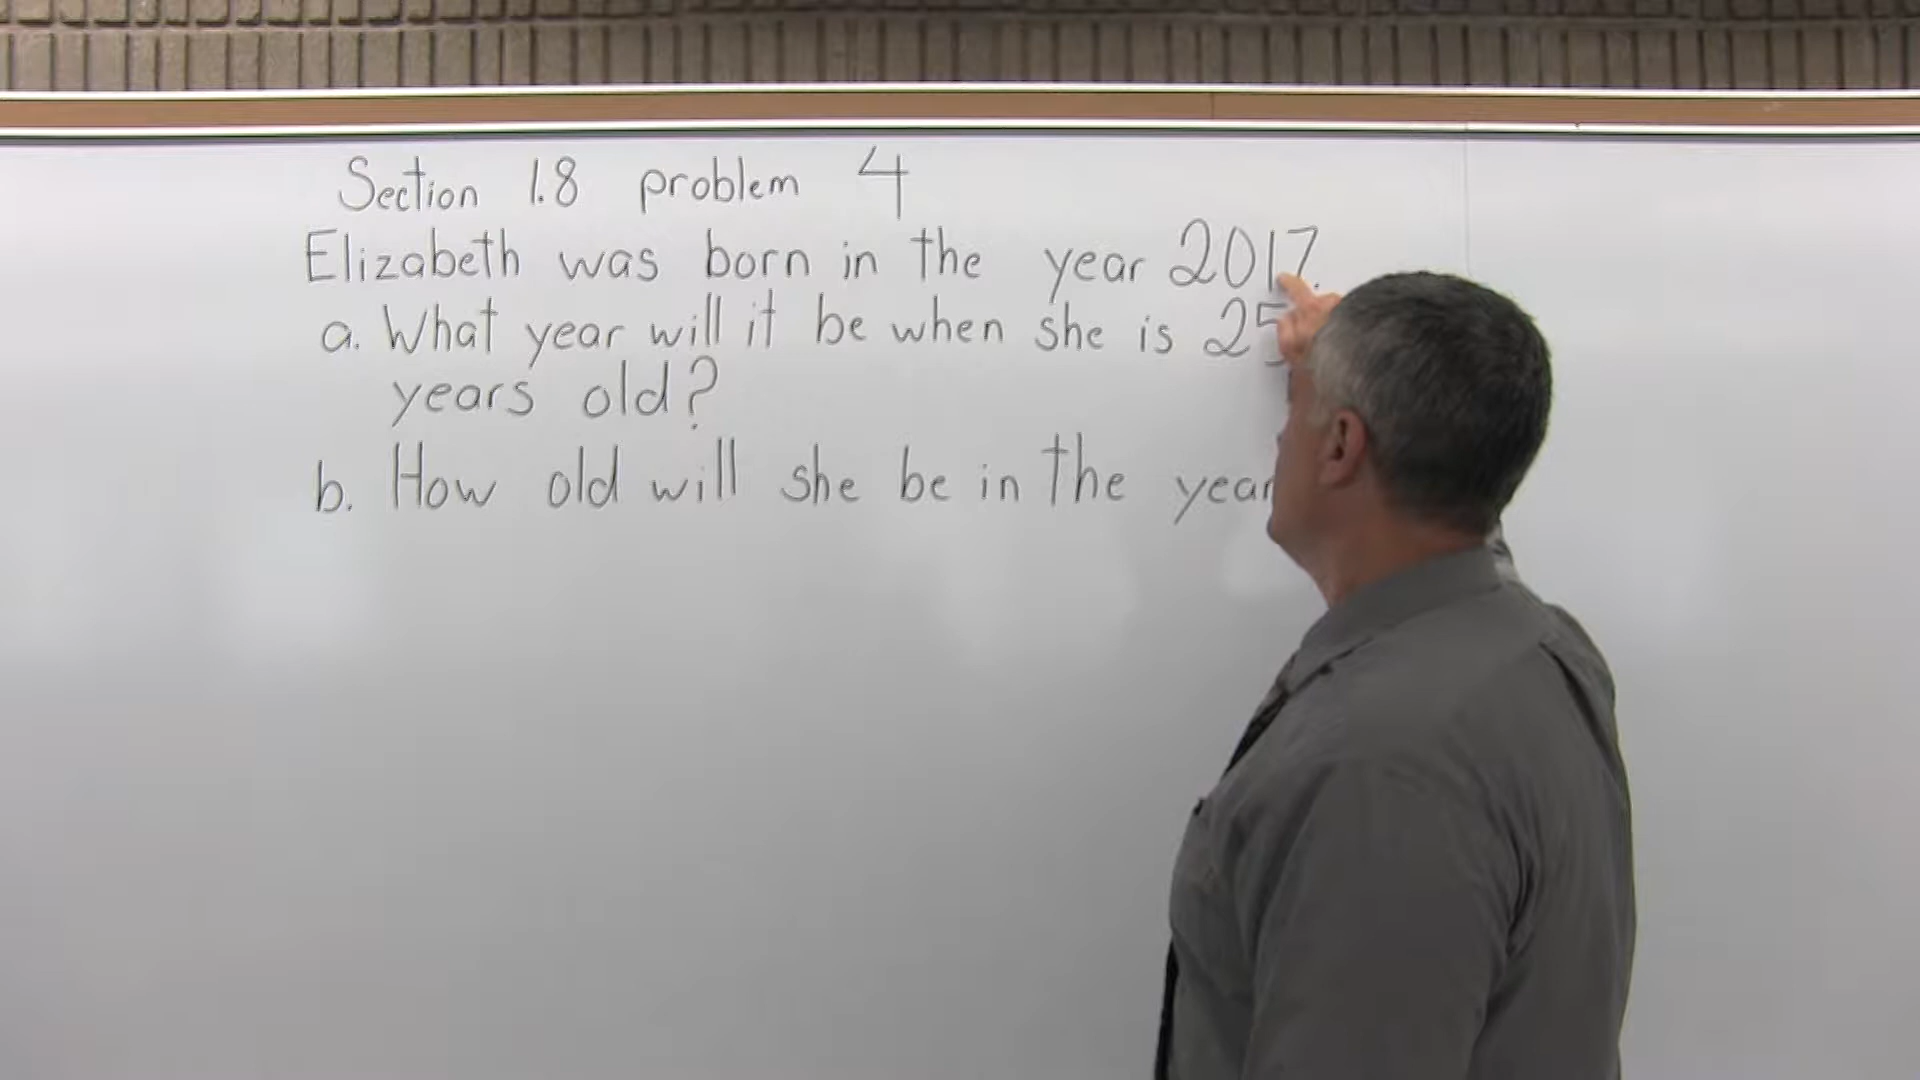 Section 1.8 problem 4
Elizabeth was born in the year 2017.
a. What year will it be when she is 25
years old?
b. How old will she be in the year